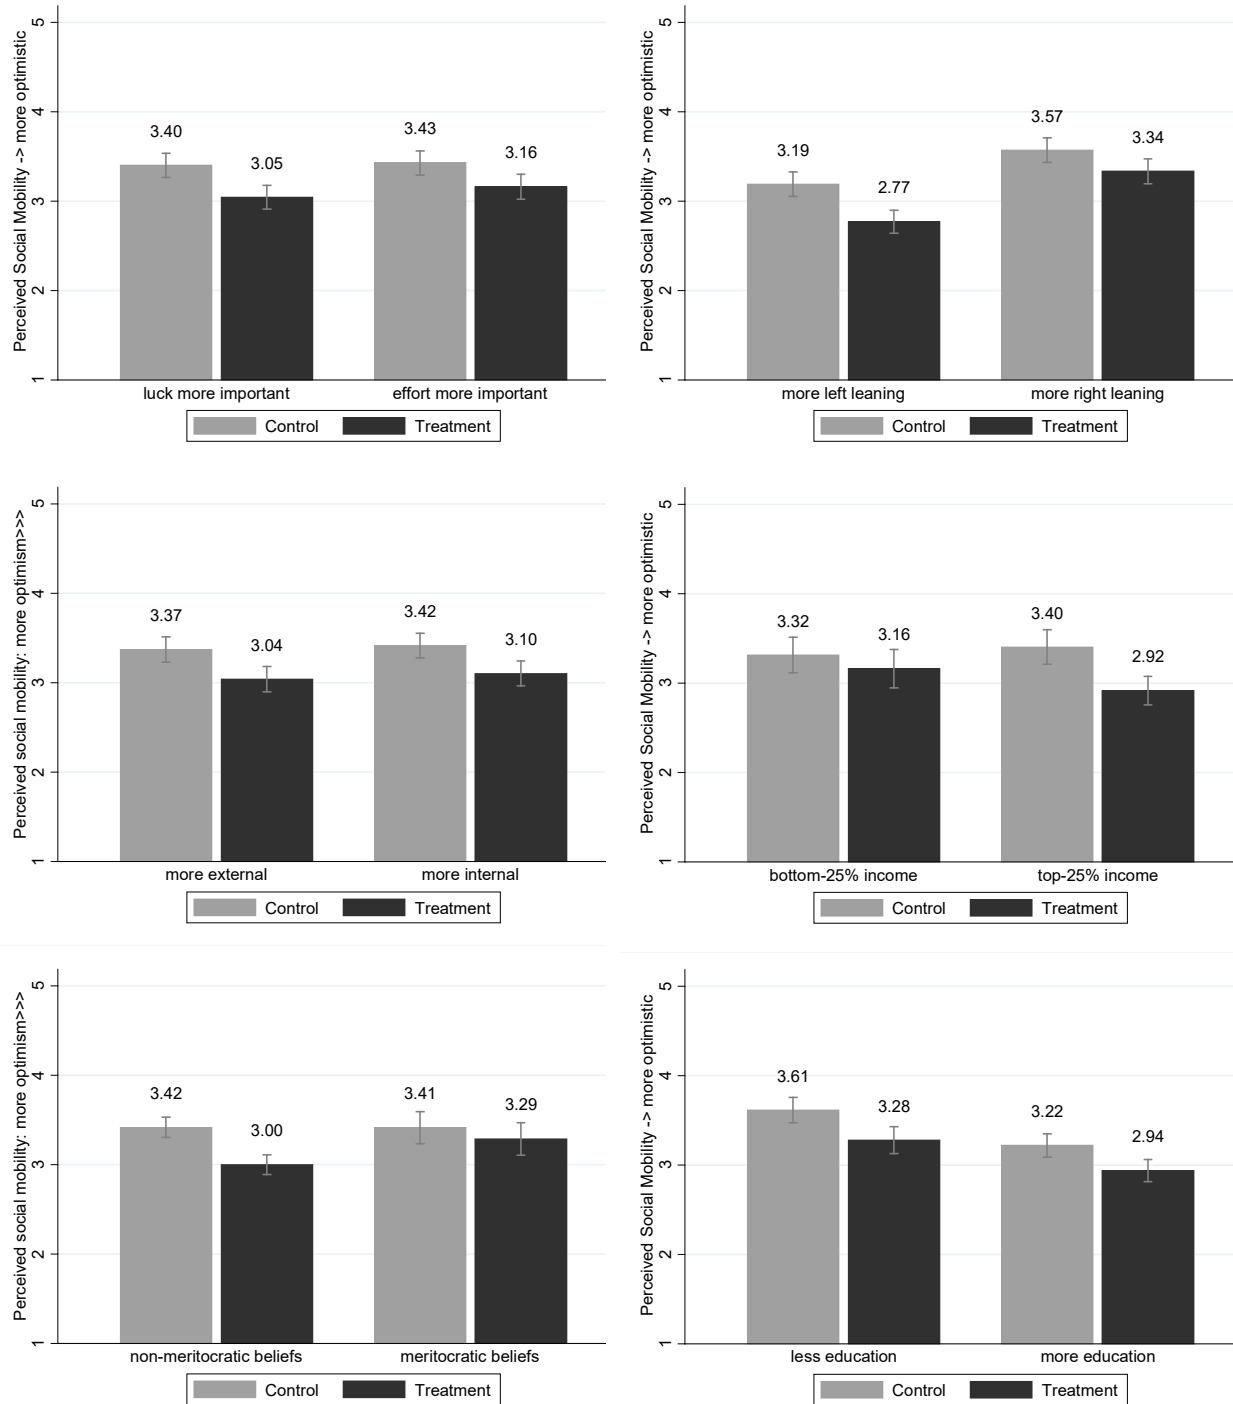 Perceived Social Mobility -> more optimistic
5
4
3
2
1
3.40
3.05
3.43
3.16
luck more important
effort more important
Control
Treatment
Perceived Social Mobility -> more optimistic
5
4
3
2
1
3.19
2.77
3.57
3.34
more left leaning
more right leaning
Control
Treatment
Perceived social mobility: more optimism>>>
5
4
3
2
1
3.37
3.04
3.42
3.10
more external
more internal
Control
Treatment
Perceived Social Mobility -> more optimistic
5
4
3
2
1
3.32
3.16
3.40
2.92
bottom-25% income
top-25% income
Control
Treatment
Perceived social mobility: more optimism>>>
5
4
3
2
1
3.42
3.00
3.41
3.29
non-meritocratic beliefs
meritocratic beliefs
Control
Treatment
Perceived Social Mobility -> more optimistic
5
4
3
2
1
3.61
3.28
3.22
2.94
less education
more education
Control
Treatment